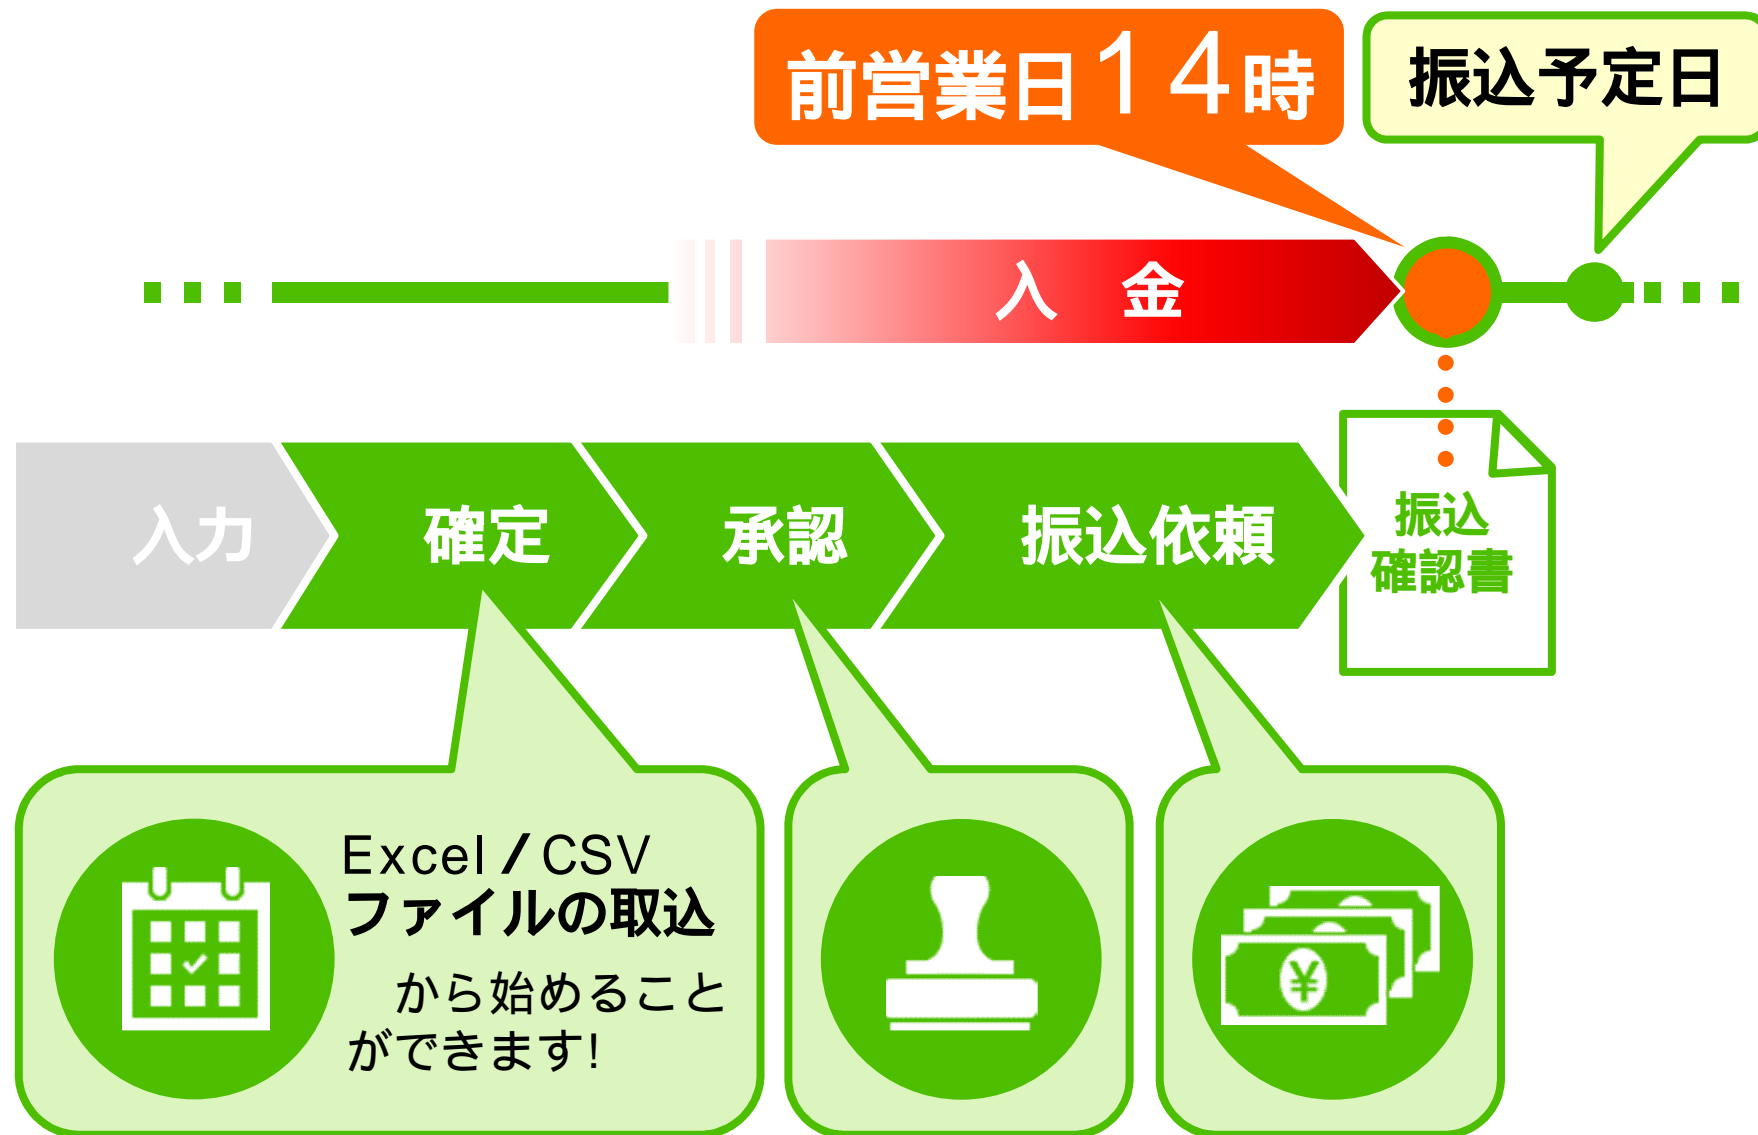 前営業日１４時
振込予定日
入　金
入力
確定
承認
振込依頼
振込
確認書
Ｅｘｃｅｌ／ＣＳＶ
ファイルの取込
　から始めること
ができます!
¥